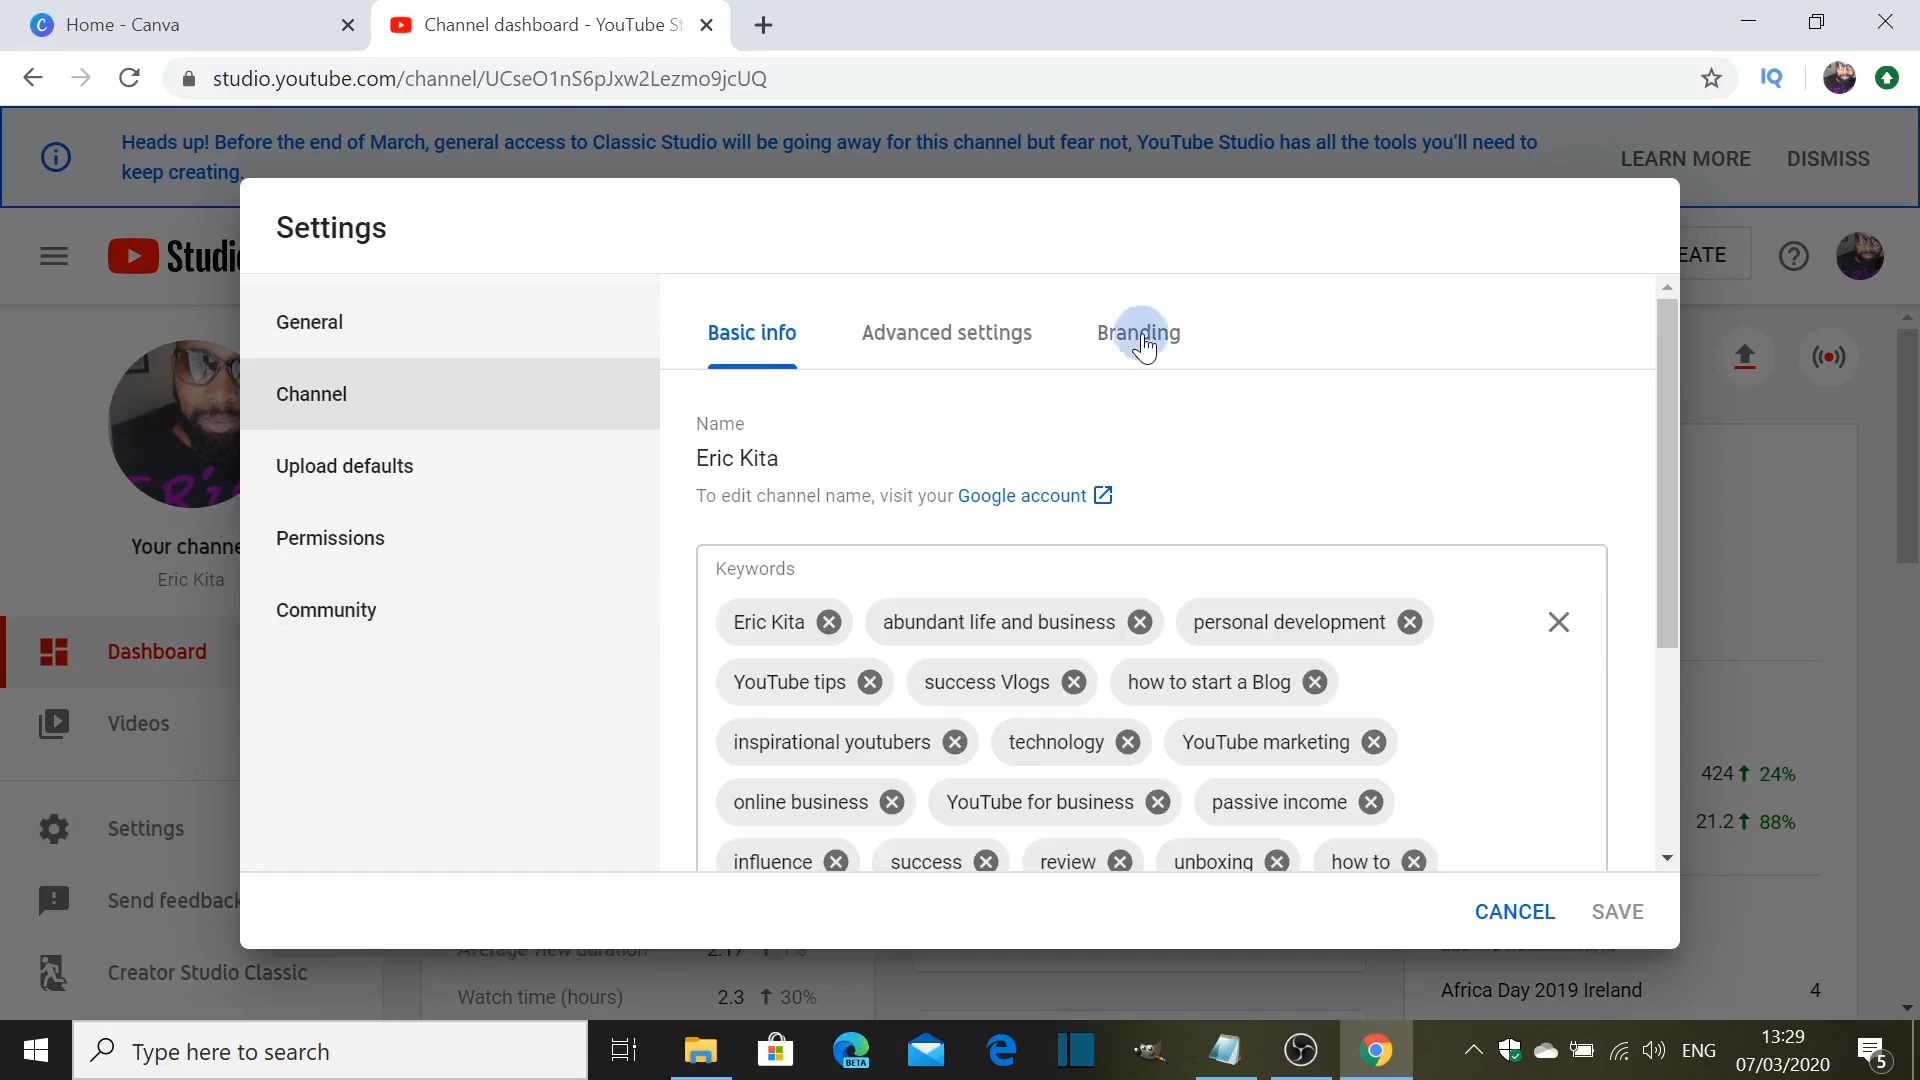 Home - Canva
Channel dashboard - YouTube St
studio.youtube.com/channel/UCseO1nS6pJxw2Lezmo9jcUQ
IQ
Heads up! Before the end of March, general access to Classic Studio will be going away for this channel but fear not, YouTube Studio has all the tools you'll need to
keep creating.
LEARN MORE
DISMISS
Settings
General
Channel
Upload defaults
Permissions
Community
Basic info
Advanced settings
Branding
Name
Eric Kita
To edit channel name, visit your Google account
Keywords
Eric Kita
abundant life and business
personal development
YouTube tips
success Vlogs
how to start a Blog
inspirational youtubers
technology
YouTube marketing
online business
YouTube for business
passive income
influence
success
review
unboxing
how to
CANCEL
SAVE
Studi
EATE
Your channe
Eric Kita
Dashboard
Videos
Settings
Send feedback
Creator Studio Classic
424 24%
21.2 88%
Average view duration
Watch time (hours) 2.3 30%
Africa Day 2019 Ireland 4
Type here to search
BETA
ENG
13:29
07/03/2020
5